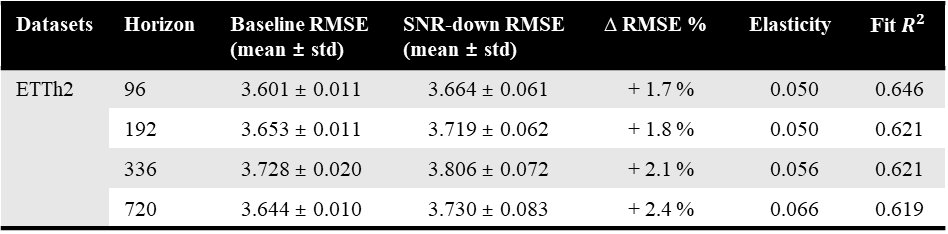 Datasets Horizon Baseline RMSE (mean ± std) SNR-down RMSE (mean ± std) Δ RMSE % Elasticity Fit R²
ETTh2 96 3.601 ± 0.011 3.664 ± 0.061 + 1.7 % 0.050 0.646
192 3.653 ± 0.011 3.719 ± 0.062 + 1.8 % 0.050 0.621
336 3.728 ± 0.020 3.806 ± 0.072 + 2.1 % 0.056 0.621
720 3.644 ± 0.010 3.730 ± 0.083 + 2.4 % 0.066 0.619